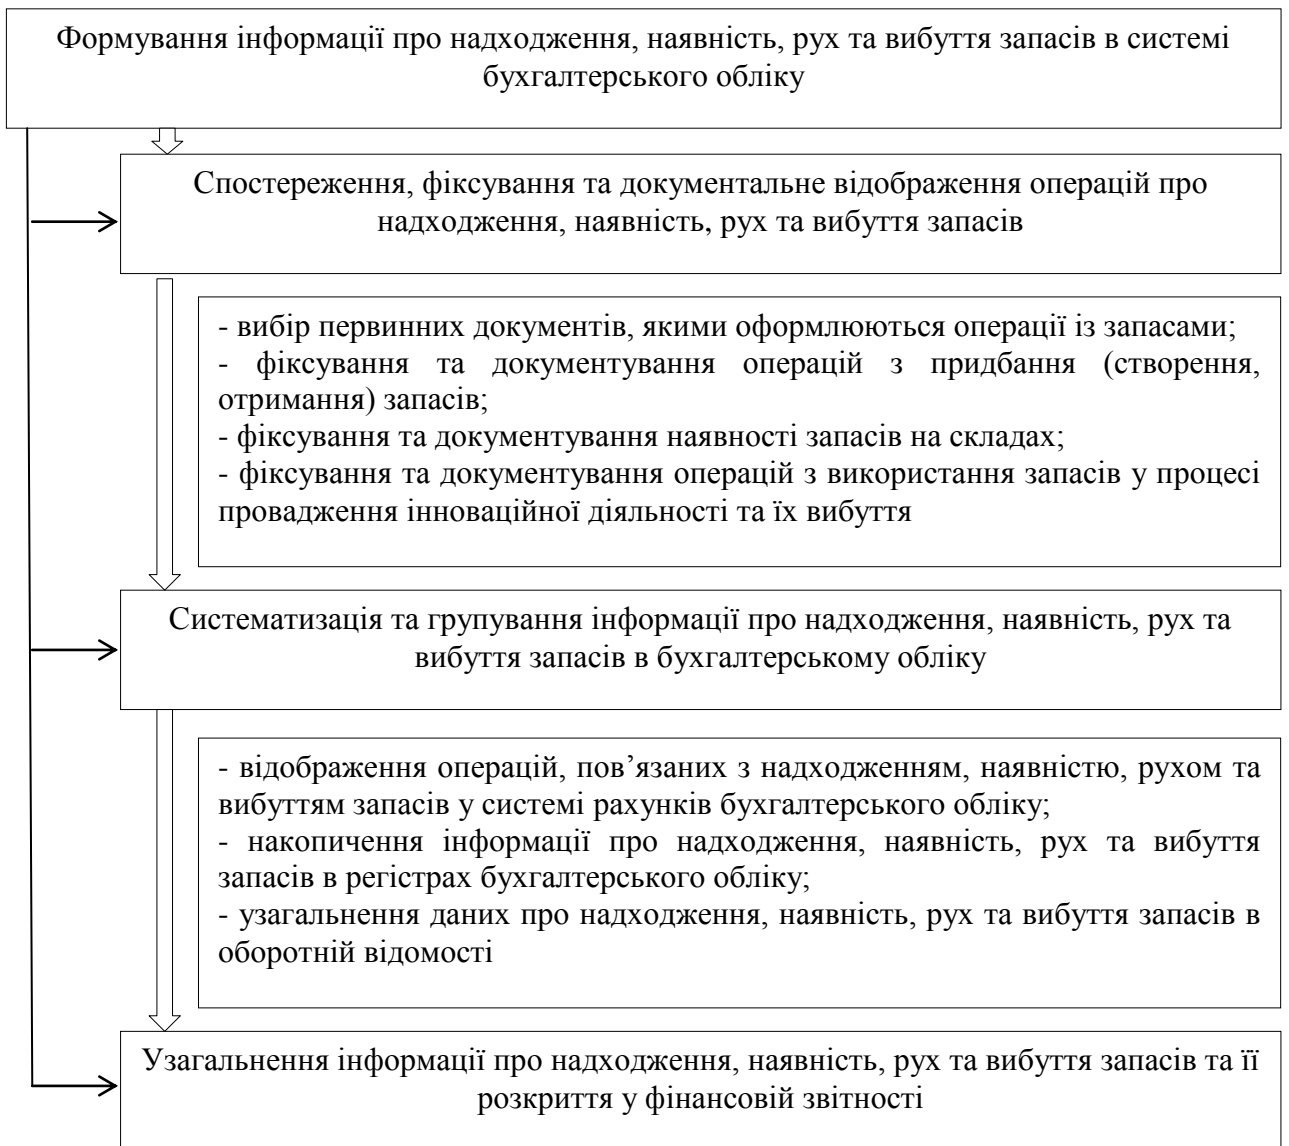 Формування інформації про надходження, наявність, рух та вибуття запасів в системі
бухгалтерського обліку
Спостереження, фіксування та документальне відображення операцій про
надходження, наявність, рух та вибуття запасів
- вибір первинних документів, якими оформлюються операції із запасами;
- фіксування та документування операцій з придбання (створення,
отримання) запасів;
- фіксування та документування наявності запасів на складах;
- фіксування та документування операцій з використання запасів у процесі
провадження інноваційної діяльності та їх вибуття
Систематизація та групування інформації про надходження, наявність, рух та
вибуття запасів в бухгалтерському обліку
- відображення операцій, пов’язаних з надходженням, наявністю, рухом та
вибуттям запасів у системі рахунків бухгалтерського обліку;
- накопичення інформації про надходження, наявність, рух та вибуття
запасів в регістрах бухгалтерського обліку;
- узагальнення даних про надходження, наявність, рух та вибуття запасів в
оборотній відомості
Узагальнення інформації про надходження, наявність, рух та вибуття запасів та її
розкриття у фінансовій звітності